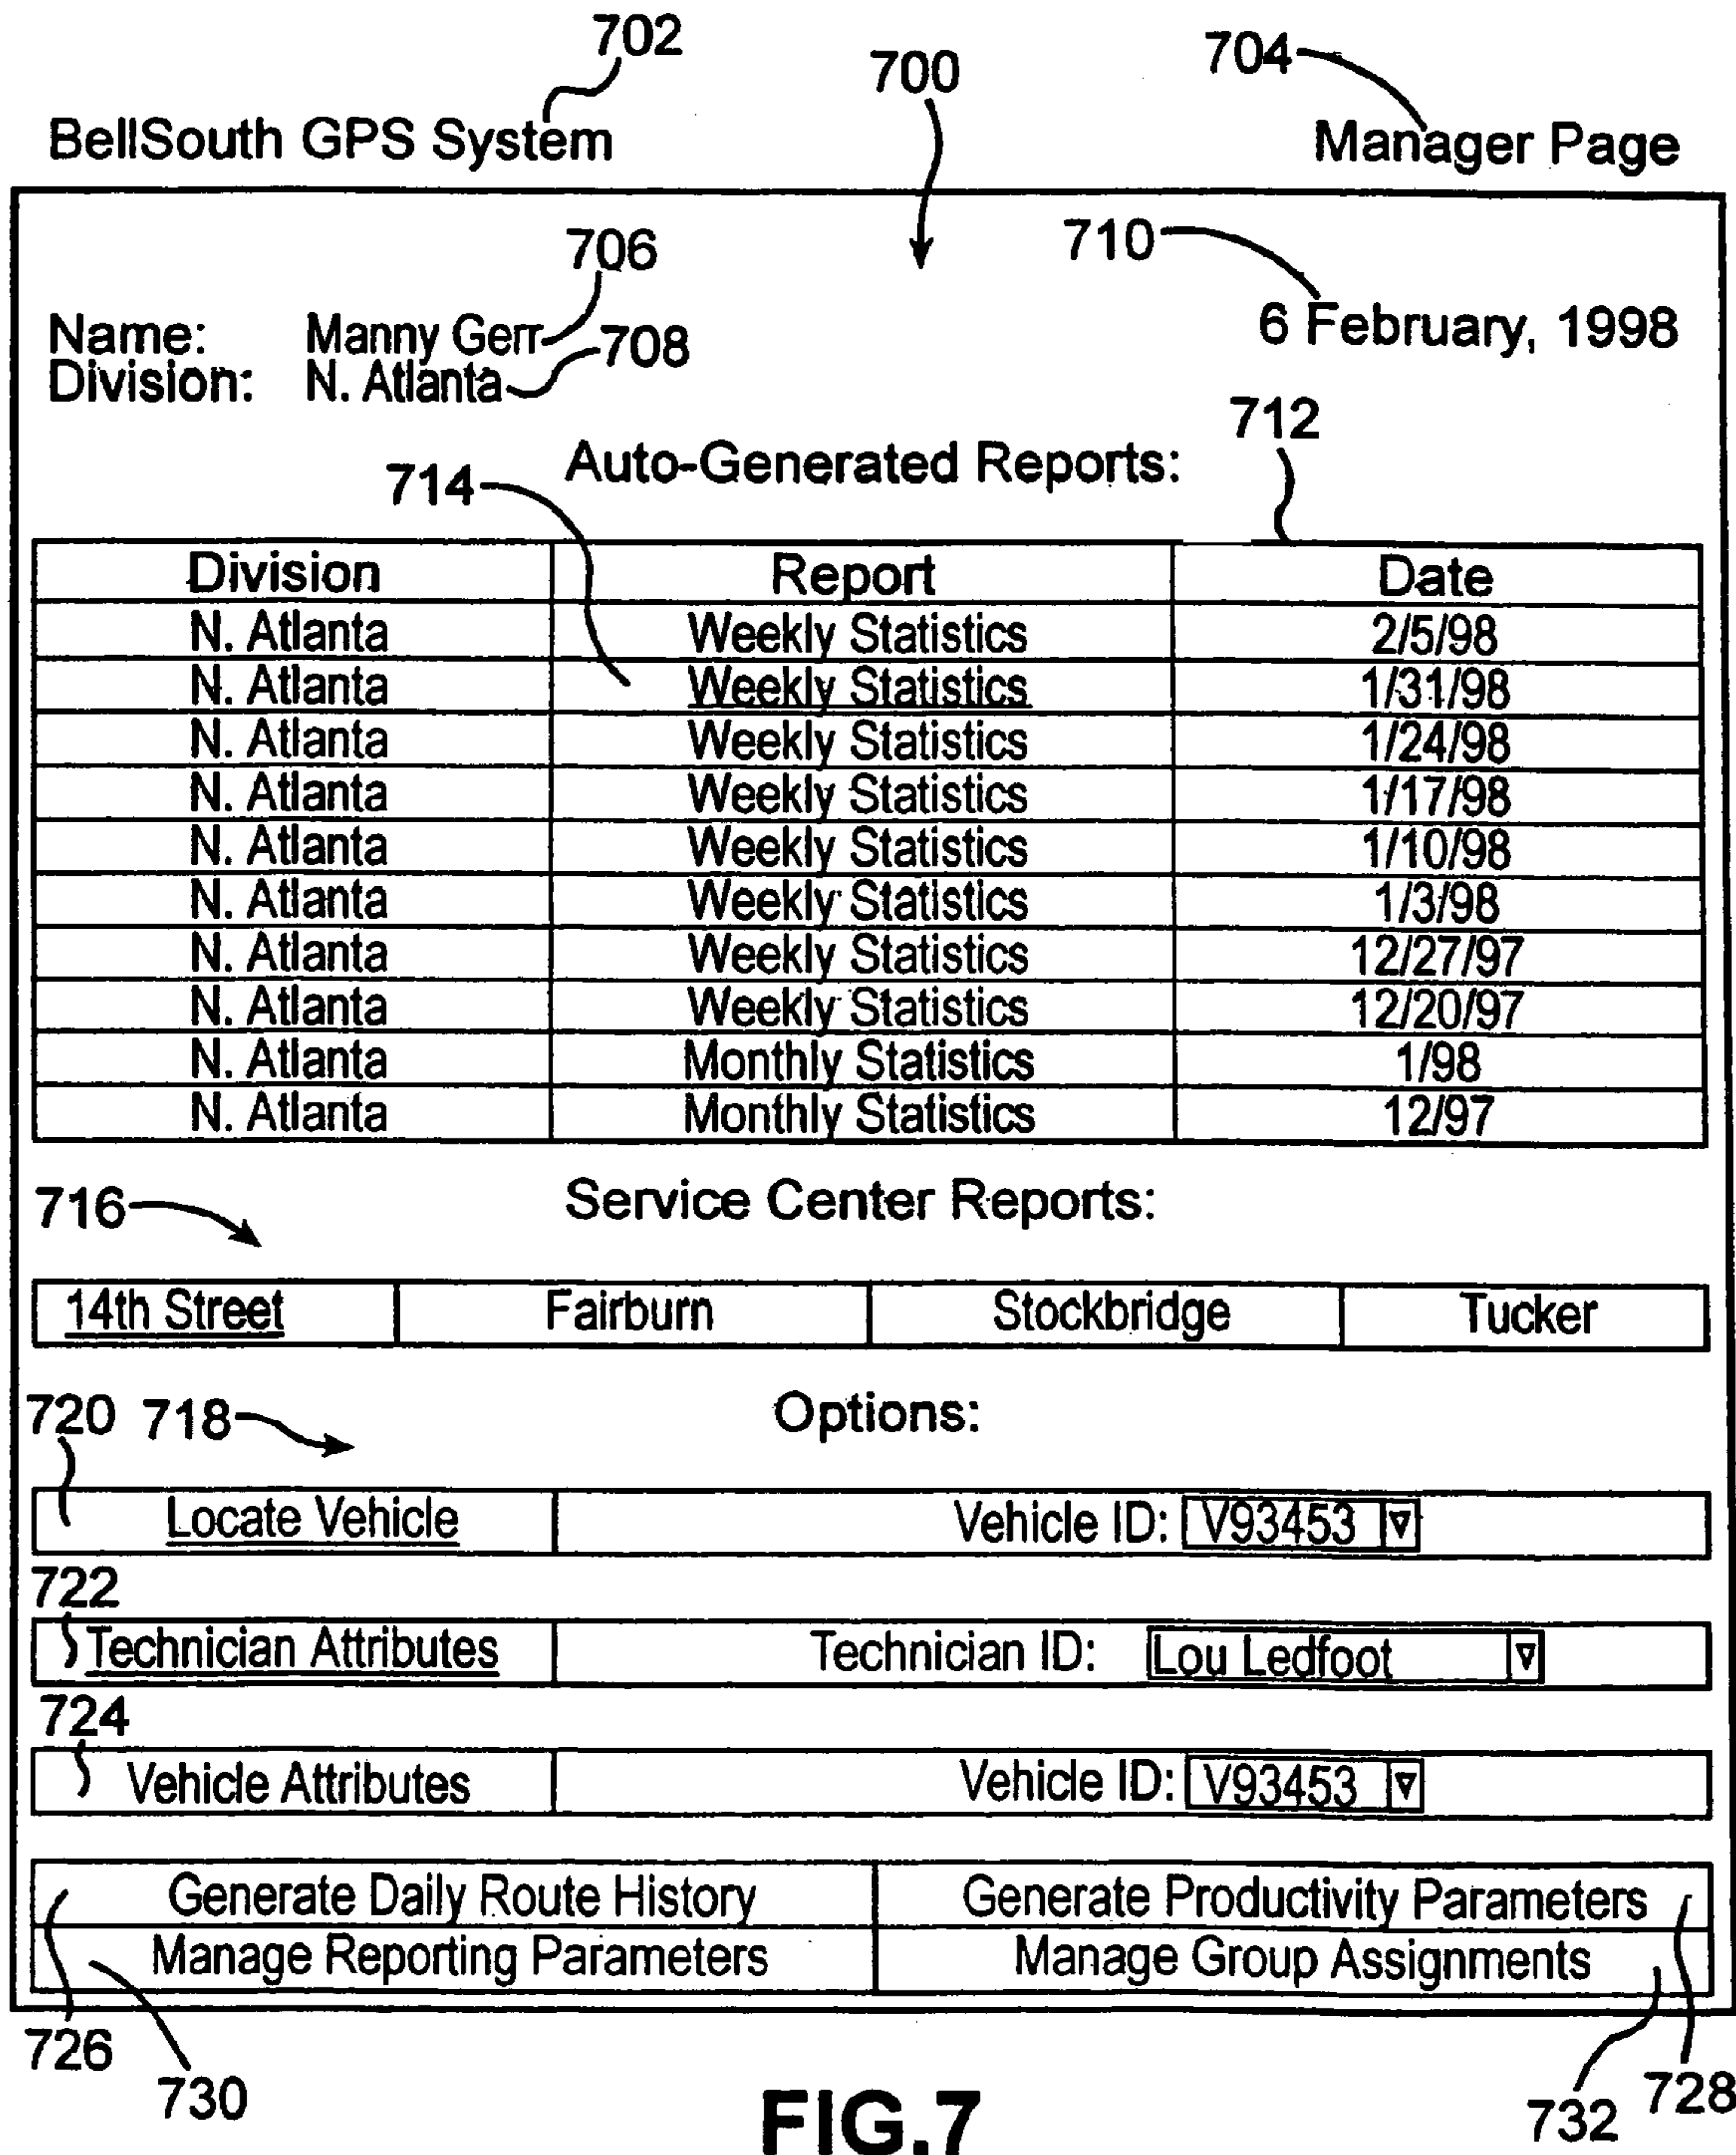 702
700
704
BellSouth GPS System
Manager Page
706
710
Name: Manny Gerr
708
6 February, 1998
Division: N. Atlanta
712
Auto-Generated Reports:
714
Division Report Date
N. Atlanta Weekly Statistics 2/5/98
N. Atlanta Weekly Statistics 1/31/98
N. Atlanta Weekly Statistics 1/24/98
N. Atlanta Weekly Statistics 1/17/98
N. Atlanta Weekly Statistics 1/10/98
N. Atlanta Weekly Statistics 1/3/98
N. Atlanta Weekly Statistics 12/27/97
N. Atlanta Weekly Statistics 12/20/97
N. Atlanta Monthly Statistics 1/98
N. Atlanta Monthly Statistics 12/97
716
Service Center Reports:
14th Street Fairburn Stockbridge Tucker
720 718
Options:
Locate Vehicle Vehicle ID: V93453
722
Technician Attributes Technician ID: Lou Ledfoot
724
Vehicle Attributes Vehicle ID: V93453
Generate Daily Route History Generate Productivity Parameters
Manage Reporting Parameters Manage Group Assignments
726
730
728
732
FIG.7